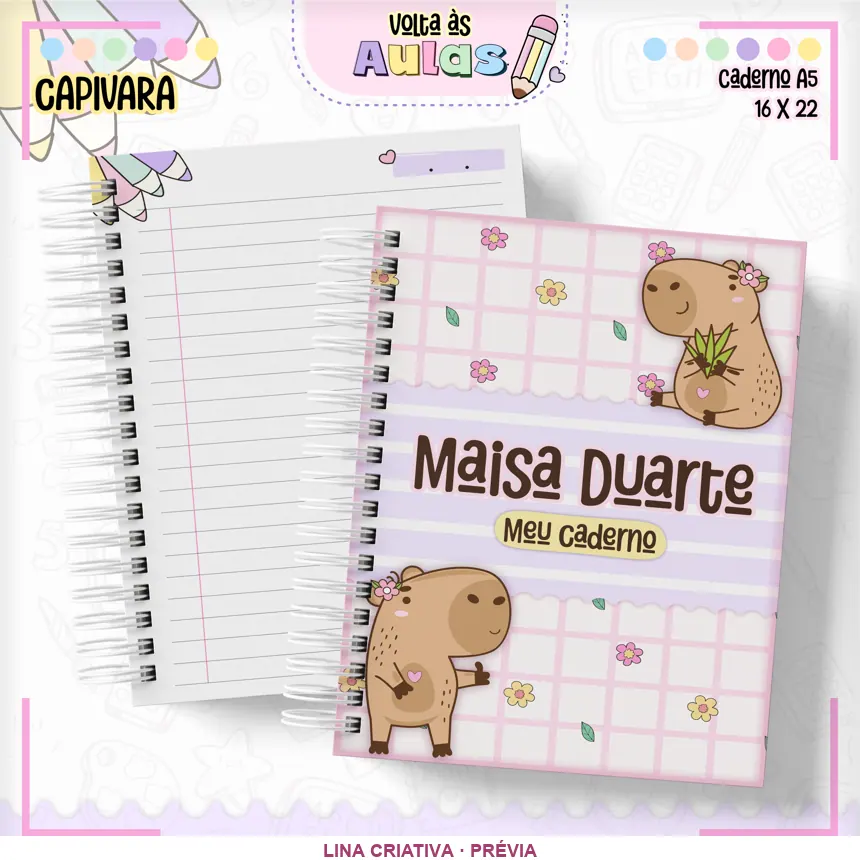 Volta às
Aulas
CAPIVARA
Caderno A5
16 X 22
Maisa Duarte
Meu Caderno
LINA CRIATIVA · PRÉVIA